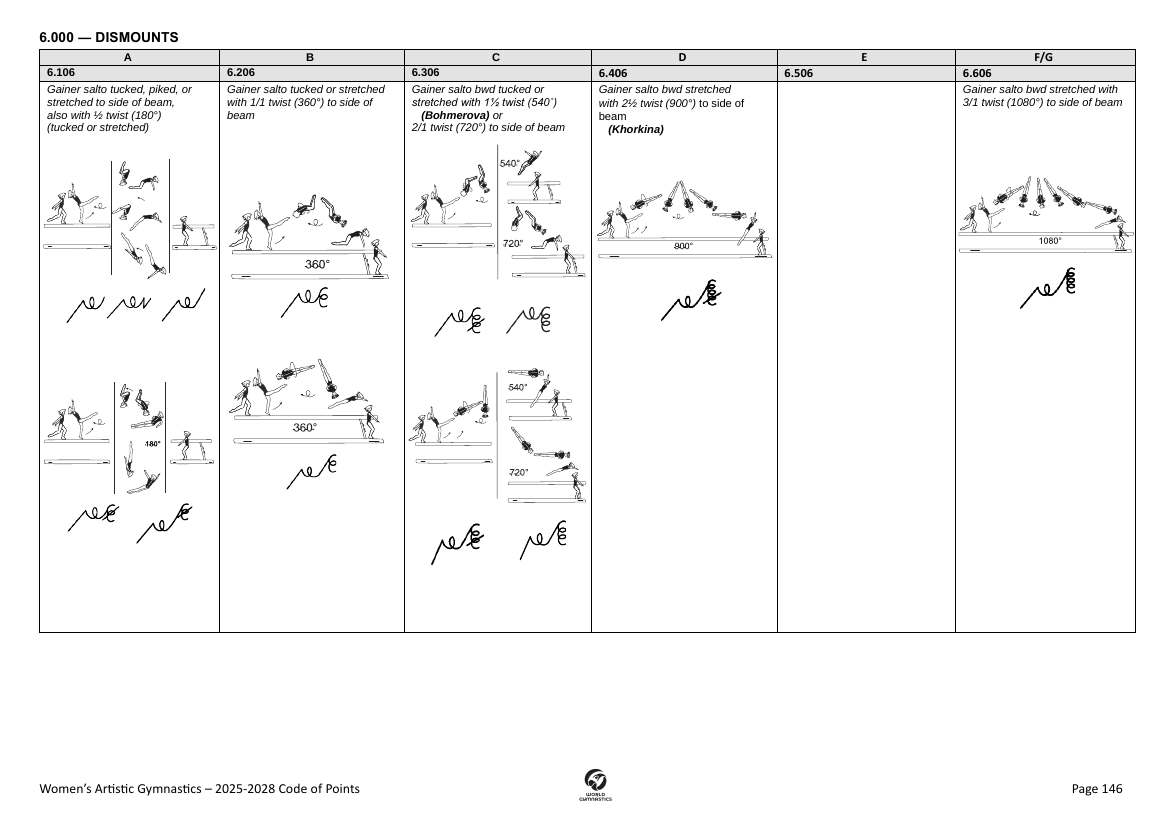 6.000 — DISMOUNTS
A B C D E F/G
6.106 6.206 6.306 6.406 6.506 6.606
Gainer salto tucked, piked, or
stretched to side of beam,
also with ½ twist (180°)
(tucked or stretched)
180°
Gainer salto tucked or stretched
with 1/1 twist (360°) to side of
beam
360°
360°
Gainer salto bwd tucked or
stretched with 1½ twist (540˚)
(Bohmerova) or
2/1 twist (720°) to side of beam
540°
720°
540°
720°
Gainer salto bwd stretched
with 2½ twist (900°) to side of
beam
(Khorkina)
900°
Gainer salto bwd stretched with
3/1 twist (1080°) to side of beam
1080°
Women's Artistic Gymnastics – 2025-2028 Code of Points
WORLD
GYMNASTICS
Page 146